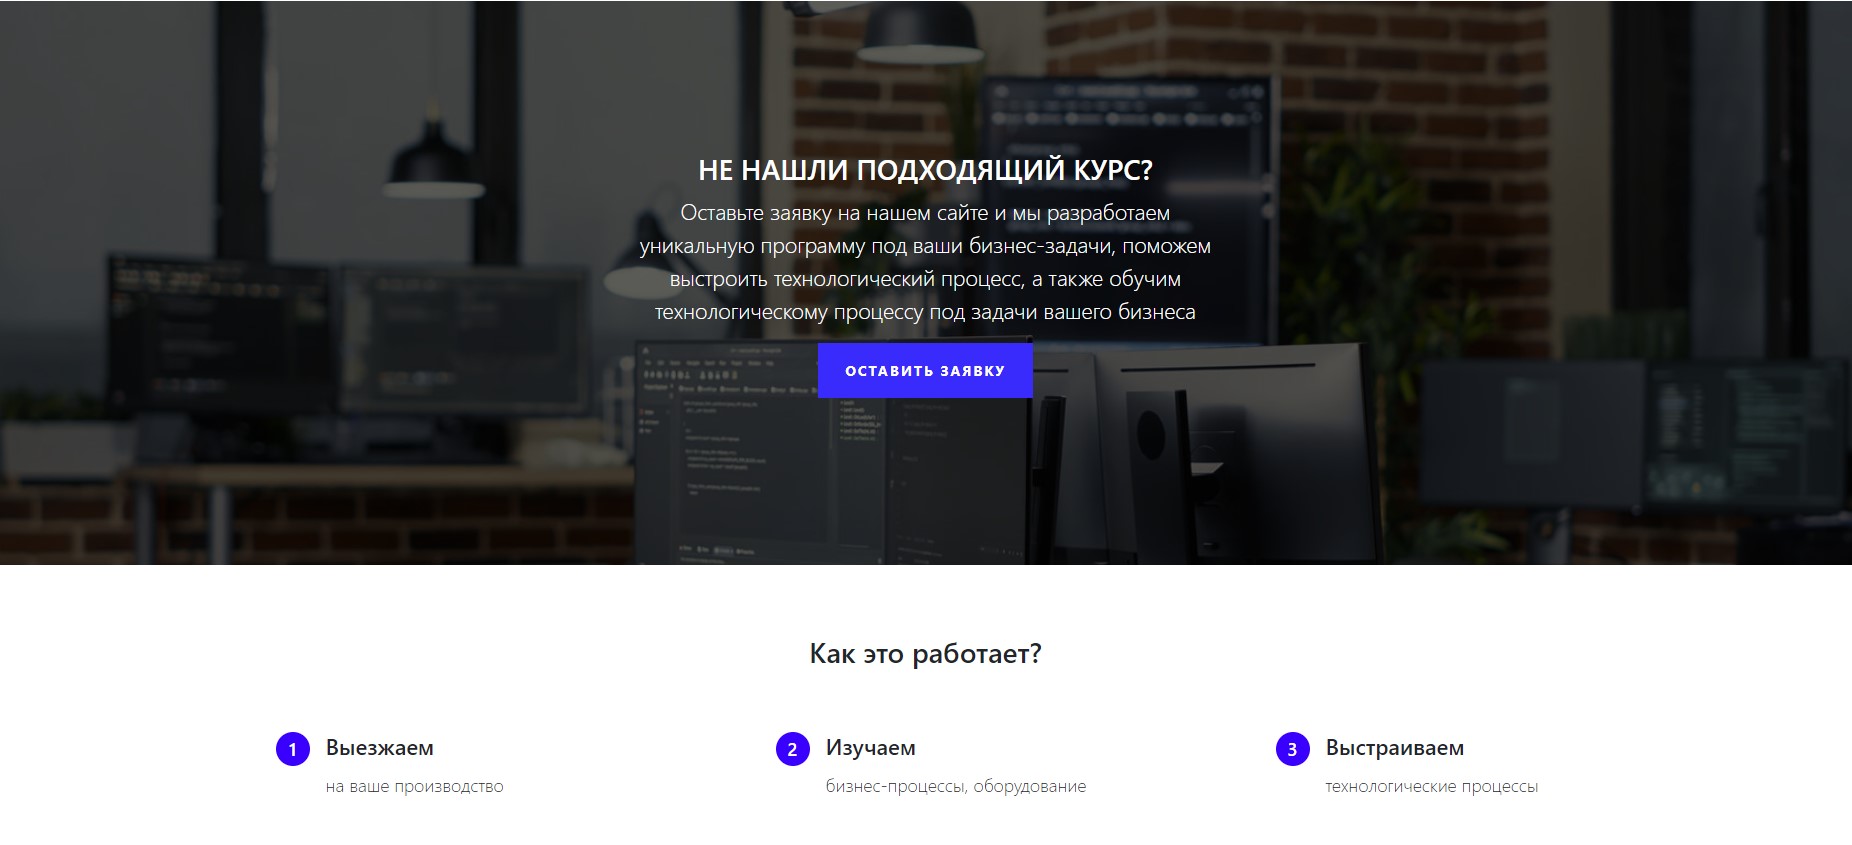 НЕ НАШЛИ ПОДХОДЯЩИЙ КУРС?
Оставьте заявку на нашем сайте и мы разработаем
уникальную программу под ваши бизнес-задачи, поможем
выстроить технологический процесс, а также обучим
технологическому процессу под задачи вашего бизнеса
ОСТАВИТЬ ЗАЯВКУ
Как это работает?
1 Выезжаем
на ваше производство
2 Изучаем
бизнес-процессы, оборудование
3 Выстраиваем
технологические процессы